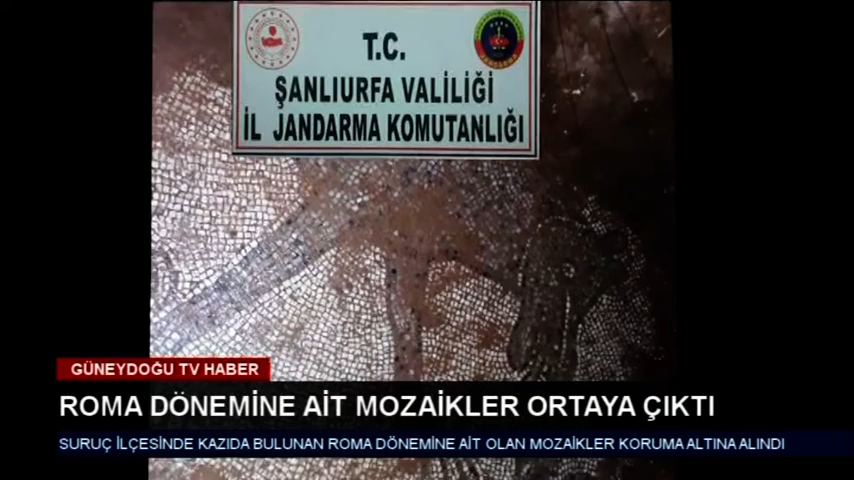 T.C.
ŞANLIURFA VALİLİĞİ
İL JANDARMA KOMUTANLIĞI
GÜNEYDOĞU TV HABER
ROMA DÖNEMİNE AİT MOZAİKLER ORTAYA ÇIKTI
SURUÇ İLÇESİNDE KAZIDA BULUNAN ROMA DÖNEMİNE AİT OLAN MOZAİKLER KORUMA ALTINA ALINDI